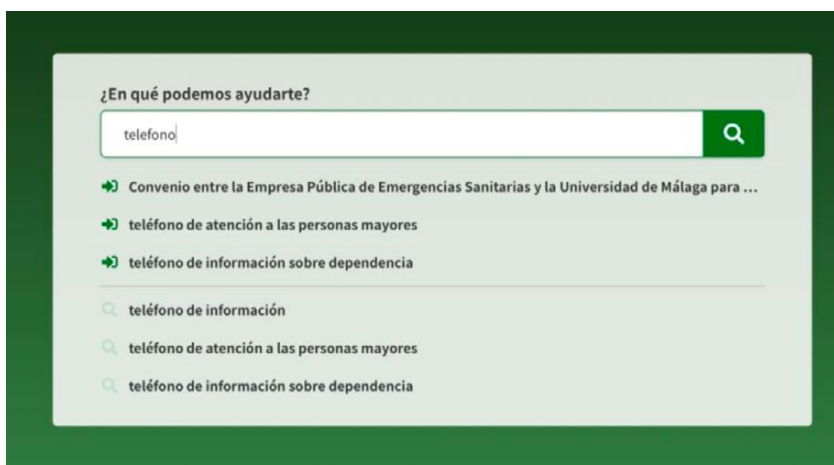 ¿En qué podemos ayudarte?
telefono
Convenio entre la Empresa Pública de Emergencias Sanitarias y la Universidad de Málaga para ...
teléfono de atención a las personas mayores
teléfono de información sobre dependencia
teléfono de información
teléfono de atención a las personas mayores
teléfono de información sobre dependencia